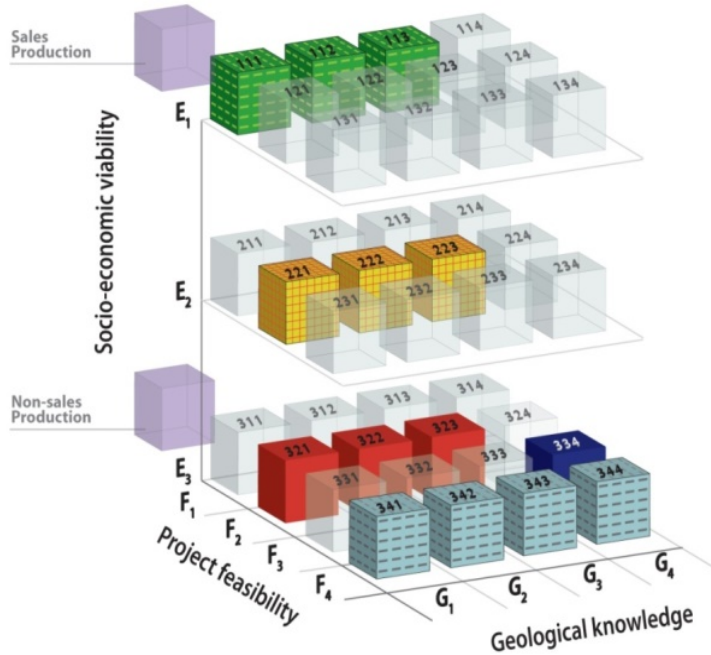 Sales
Production
114
113
112
111
124
123
122
121
134
133
132
131
E1
Socio-economic viability
214
213
212
211
224
223
222
221
234
233
232
231
E2
Non-sales
Production
314
313
312
311
324
323
322
321
334
333
332
331
344
343
342
341
E3
F1
F2
F3
F4
Project feasibility
G1
G2
G3
G4
Geological knowledge